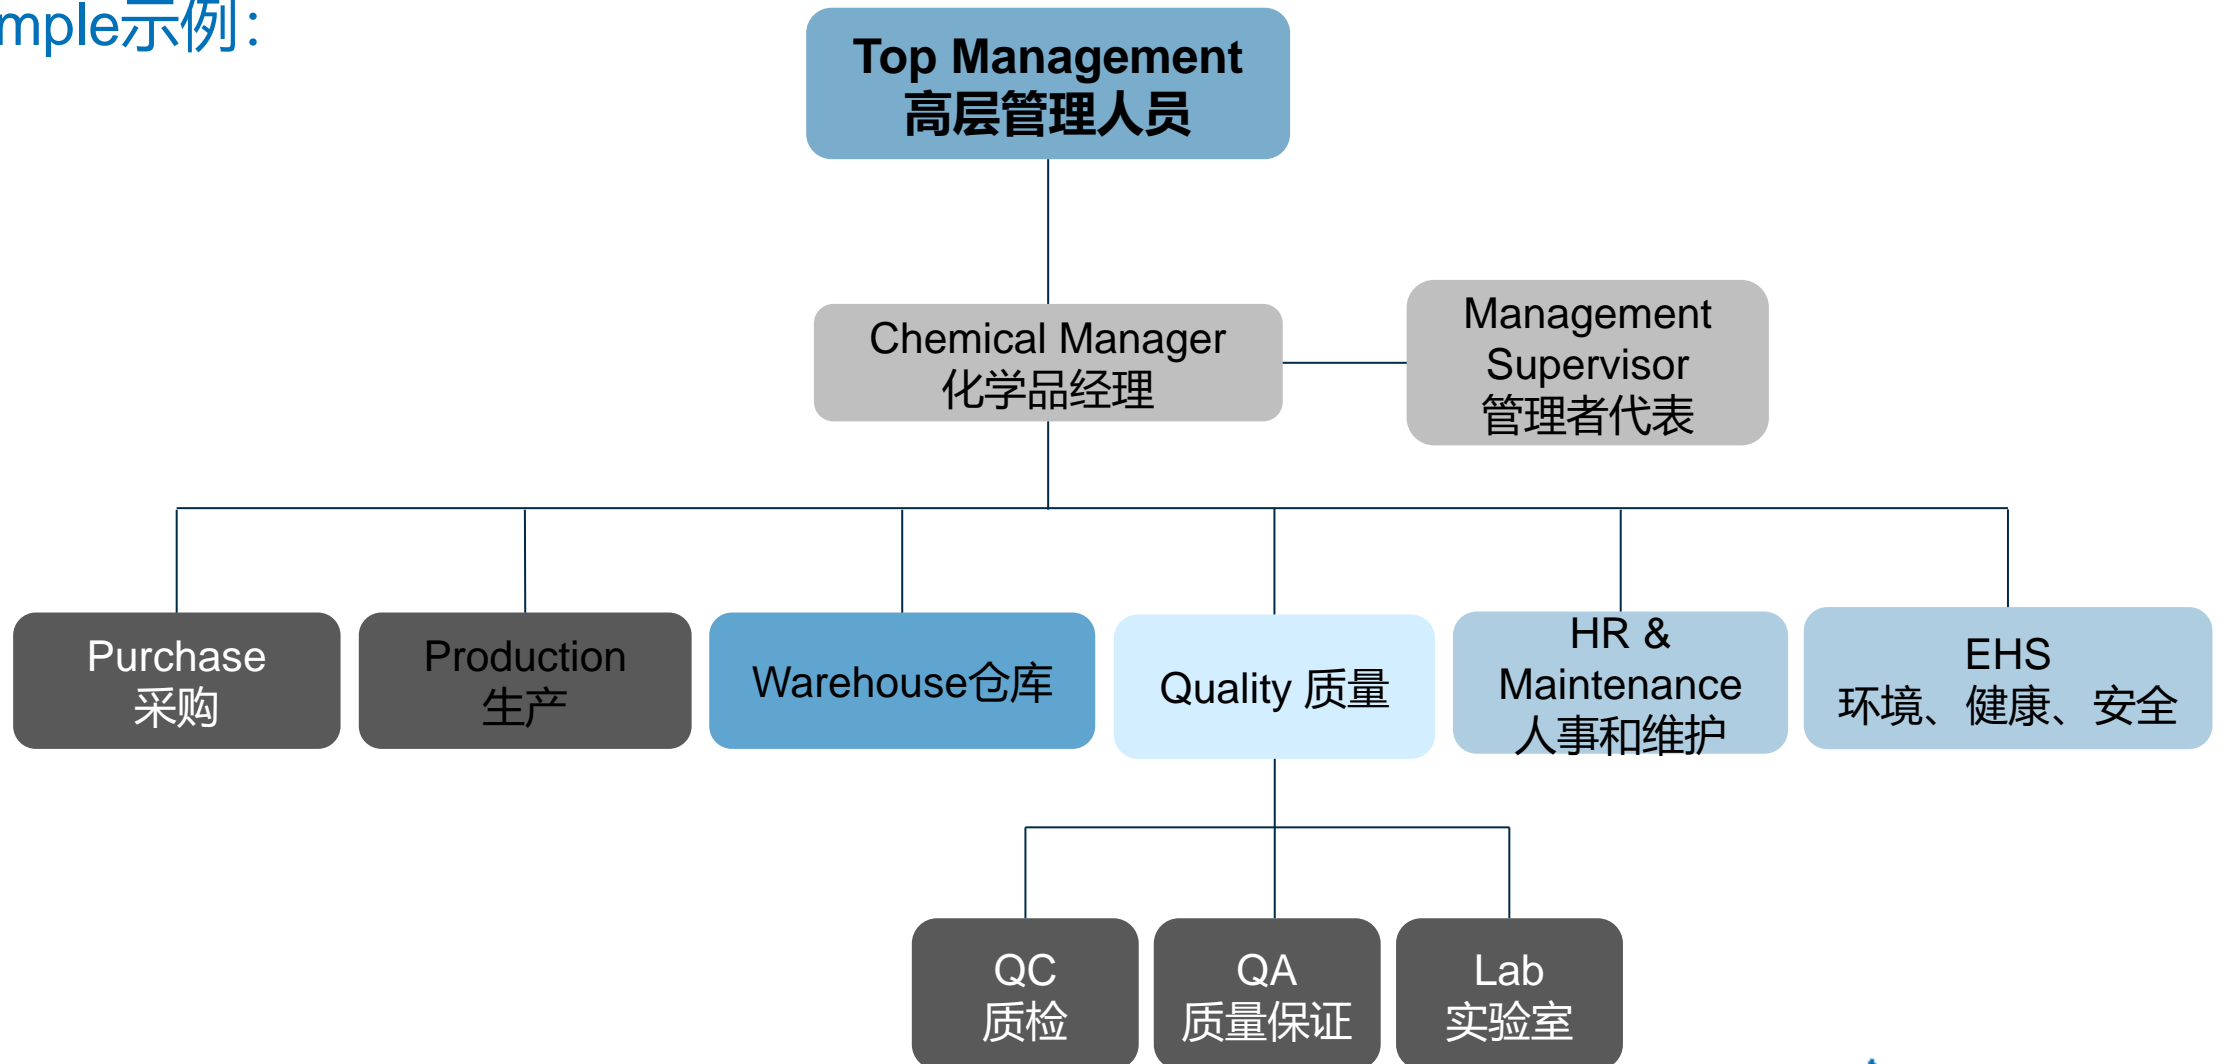 mple示例：
Top Management
高层管理人员
Chemical Manager
化学品经理
Management
Supervisor
管理者代表
Purchase
采购
Production
生产
Warehouse仓库
Quality 质量
HR &
Maintenance
人事和维护
EHS
环境、健康、安全
QC
质检
QA
质量保证
Lab
实验室